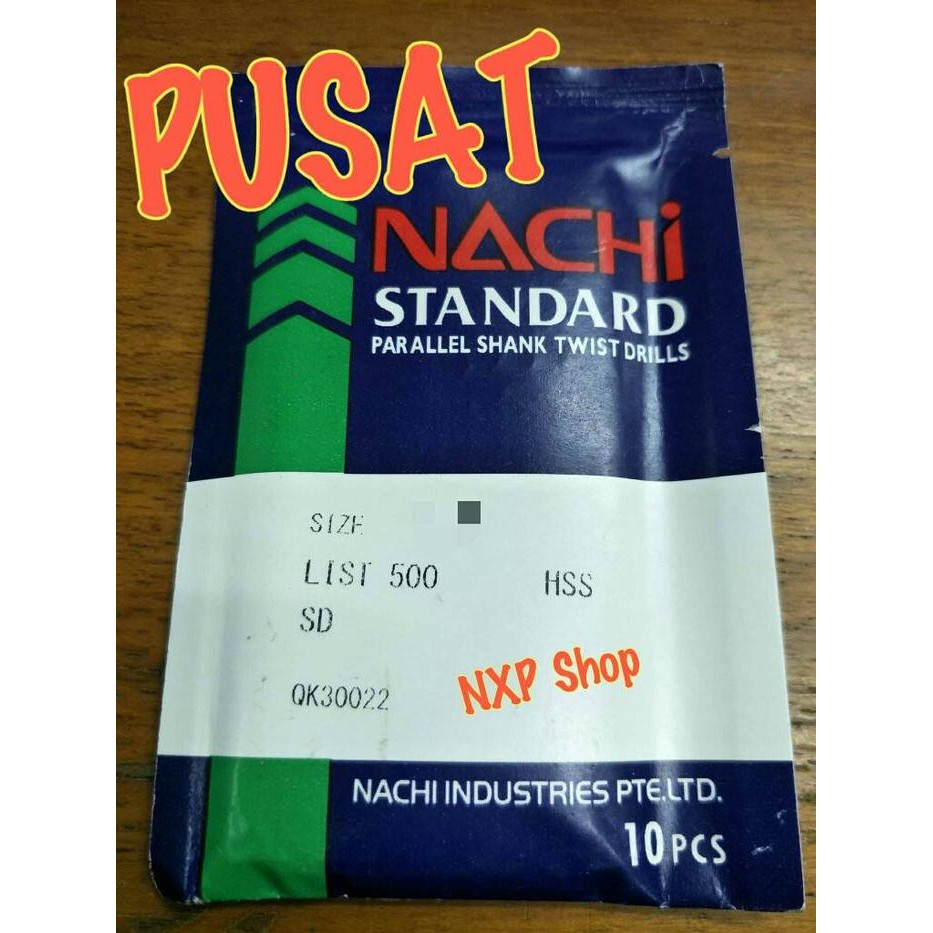 PUSAT
NACHi
STANDARD
PARALLEL SHANK TWIST DRILLS
SIZE
LIST 500 HSS
SD
QK30022
NXP Shop
NACHI INDUSTRIES PTE.LTD.
10 PCS